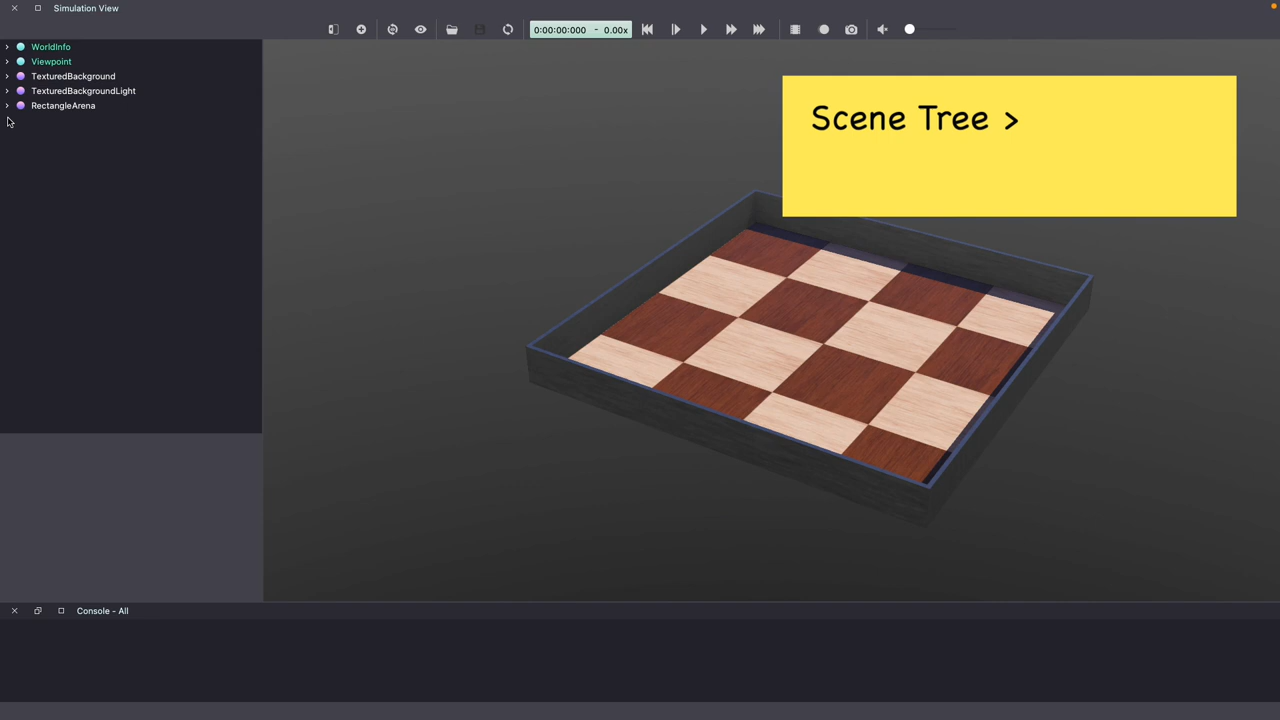 Simulation View
0:00:00:000 - 0.00x
WorldInfo
Viewpoint
TexturedBackground
TexturedBackgroundLight
RectangleArena
Scene Tree >
Console - All